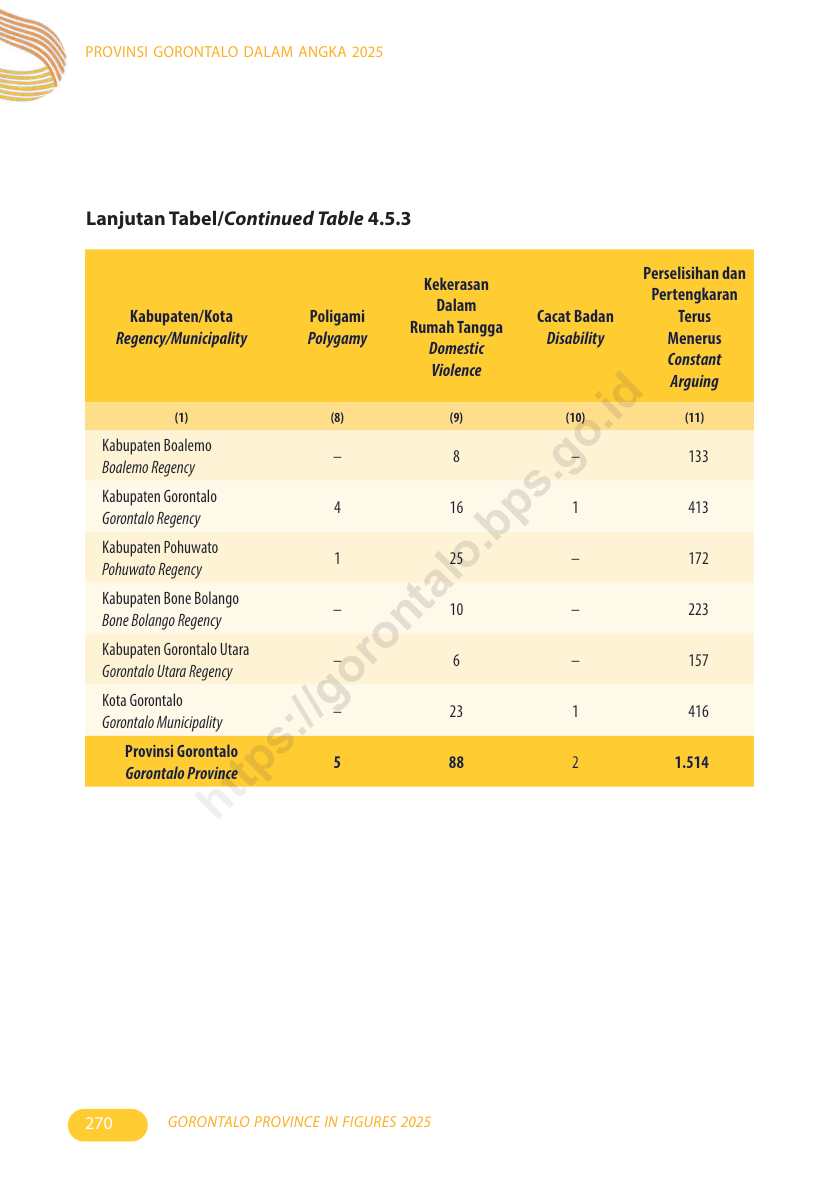 PROVINSI GORONTALO DALAM ANGKA 2025
Lanjutan Tabel/Continued Table 4.5.3
Kabupaten/Kota
Regency/Municipality
Poligami
Polygamy
Kekerasan
Dalam
Rumah Tangga
Domestic
Violence
Cacat Badan
Disability
Perselisihan dan
Pertengkaran
Terus
Menerus
Constant
Arguing
(1) (8) (9) (10) (11)
Kabupaten Boalemo
Boalemo Regency
– 8 – 133
Kabupaten Gorontalo
Gorontalo Regency
4 16 1 413
Kabupaten Pohuwato
Pohuwato Regency
1 25 – 172
Kabupaten Bone Bolango
Bone Bolango Regency
– 10 – 223
Kabupaten Gorontalo Utara
Gorontalo Utara Regency
– 6 – 157
Kota Gorontalo
Gorontalo Municipality
– 23 1 416
Provinsi Gorontalo
Gorontalo Province
5 88 2 1.514
https://gorontalo.bps.go.id
270
GORONTALO PROVINCE IN FIGURES 2025